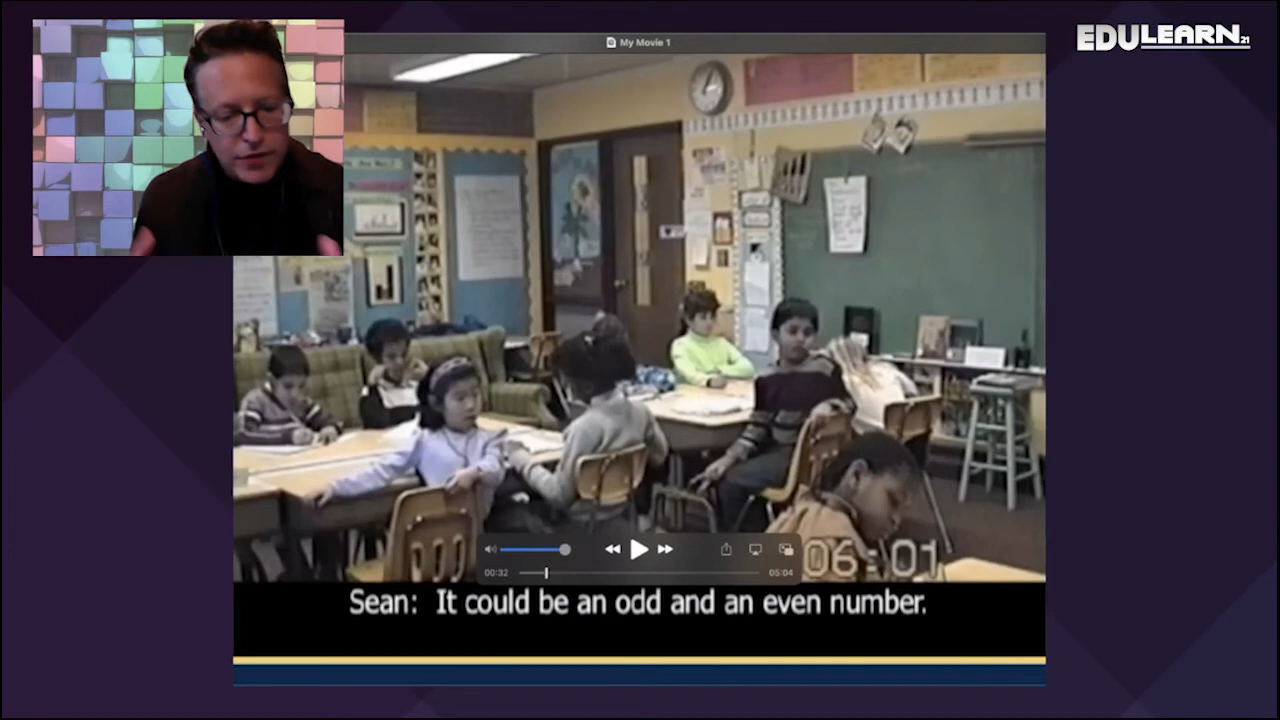 My Movie 1
EDULEARN21
06:01
00:32
05:04
Sean: It could be an odd and an even number.